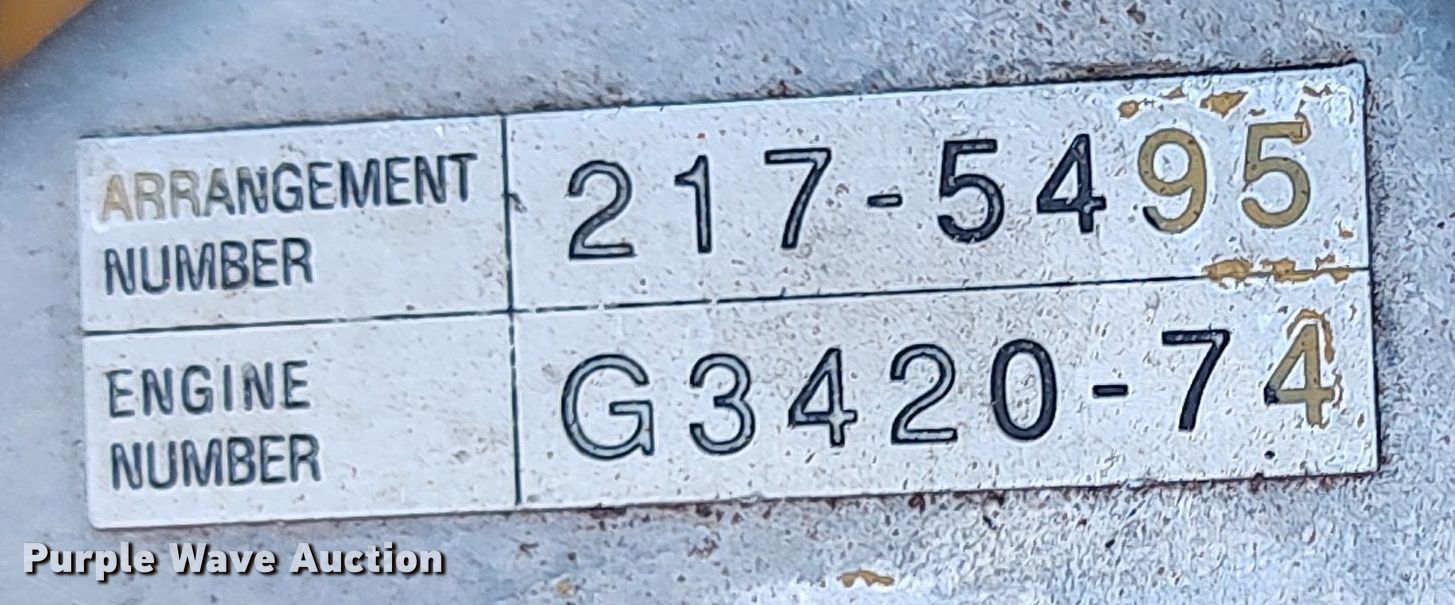 ARRANGEMENT
NUMBER
217-5495
ENGINE
NUMBER
G3420-74
Purple Wave Auction